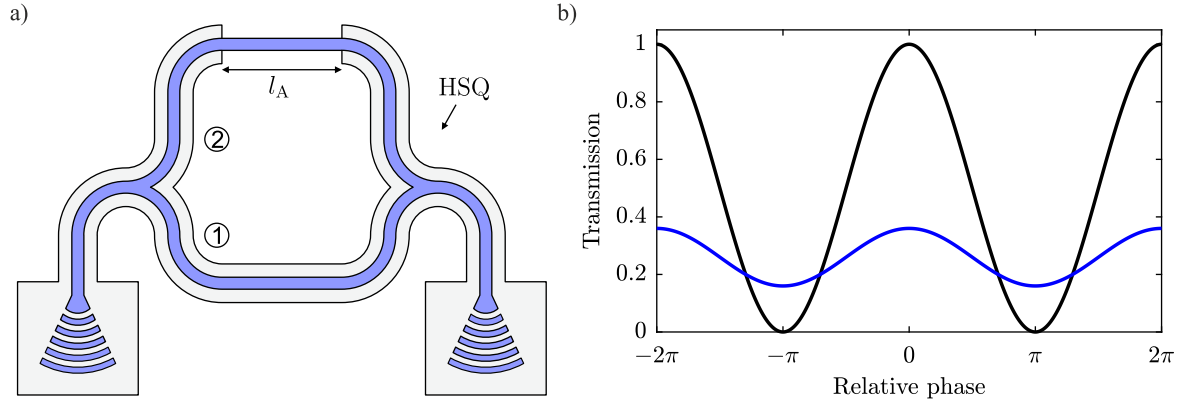 a)
l_A
HSQ
2
1
b)
Transmission
1
0.8
0.6
0.4
0.2
0
−2π
−π
0
π
2π
Relative phase